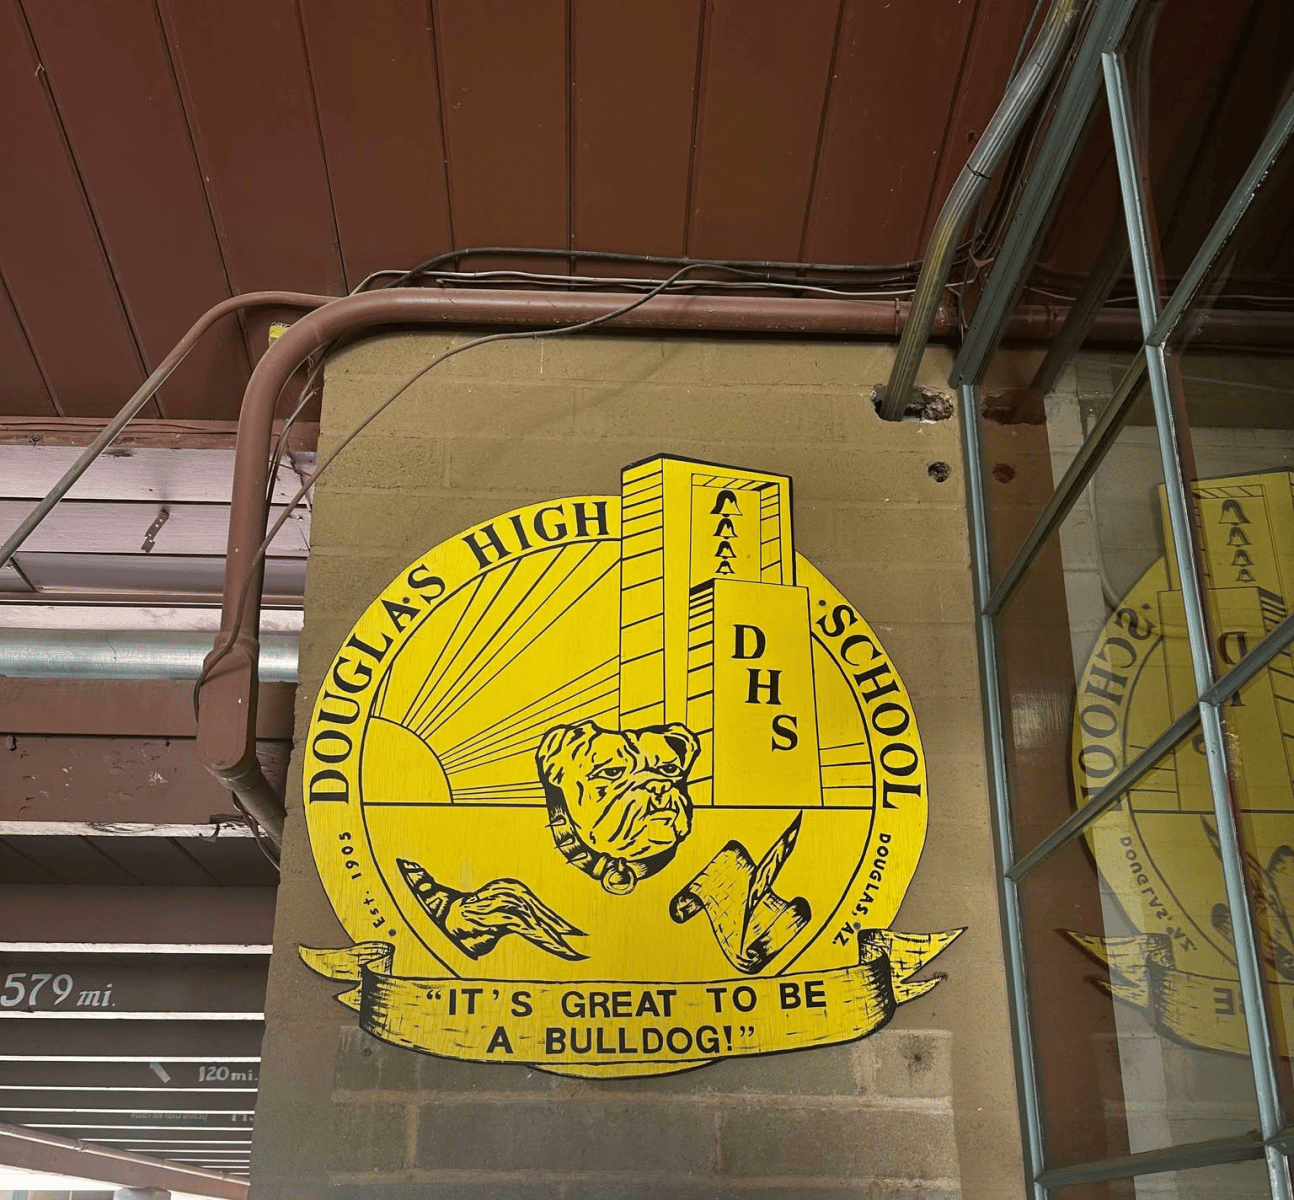 DOUGLAS HIGH SCHOOL
DHS
Est. 1905
DOUGLAS, AZ.
"IT'S GREAT TO BE
A BULLDOG!"
579 mi.
120 mi.